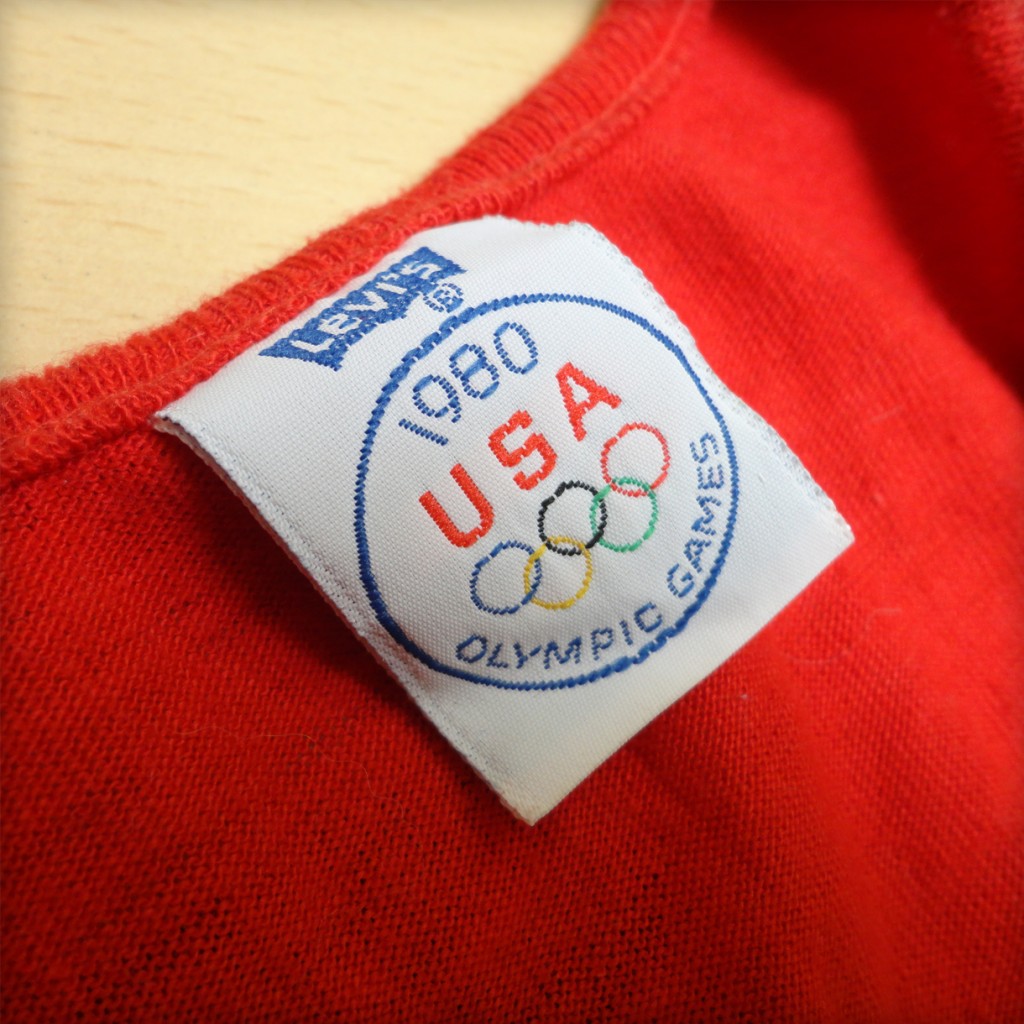 Levi's ®
1980
USA
OLYMPIC GAMES